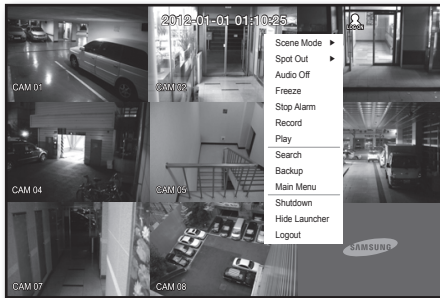 2012-01-01 01:10:25
LOG ON
CAM 01
CAM 02
Scene Mode
Spot Out
Audio Off
Freeze
Stop Alarm
Record
Play
Search
Backup
Main Menu
Shutdown
Hide Launcher
Logout
CAM 04
CAM 05
CAM 07
CAM 08
SAMSUNG